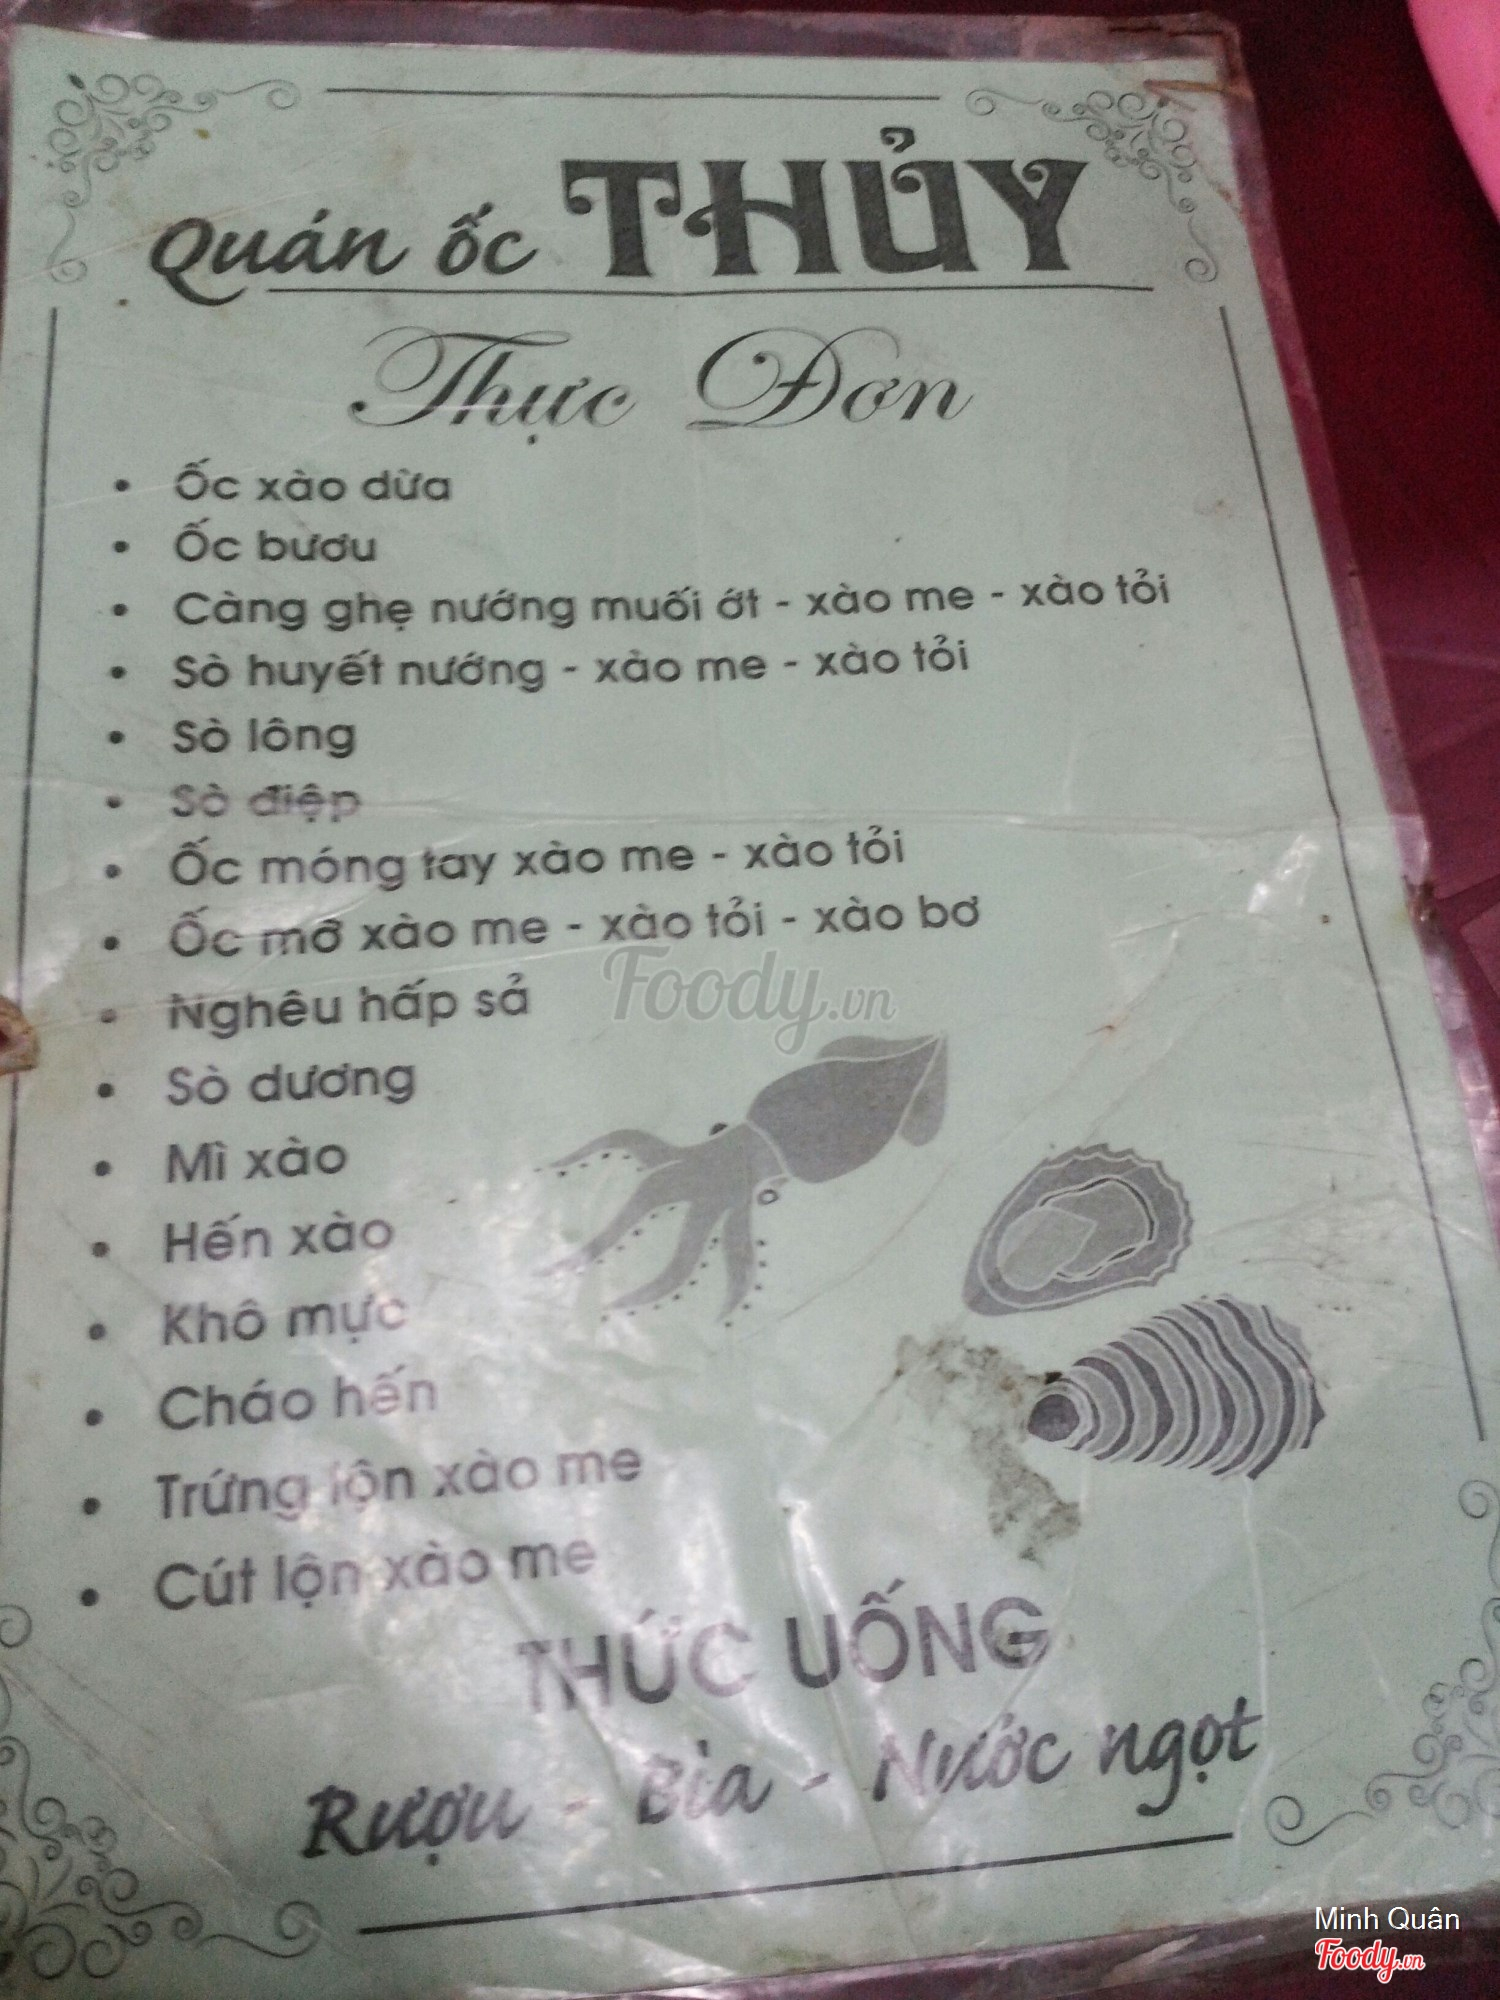 Quán ốc THỦY
Thực Đơn
• Ốc xào dừa
• Ốc bươu
• Càng ghẹ nướng muối ớt - xào me - xào tỏi
• Sò huyết nướng - xào me - xào tỏi
• Sò lông
• Sò điệp
• Ốc móng tay xào me - xào tỏi
• Ốc mỡ xào me - xào tỏi - xào bơ
• Nghêu hấp sả
• Sò dương
• Mì xào
• Hến xào
• Khô mực
• Cháo hến
• Trứng lộn xào me
• Cút lộn xào me
THỨC UỐNG
Rượu - Bia - Nước ngọt
Foody.vn
Minh Quân
Foody.vn